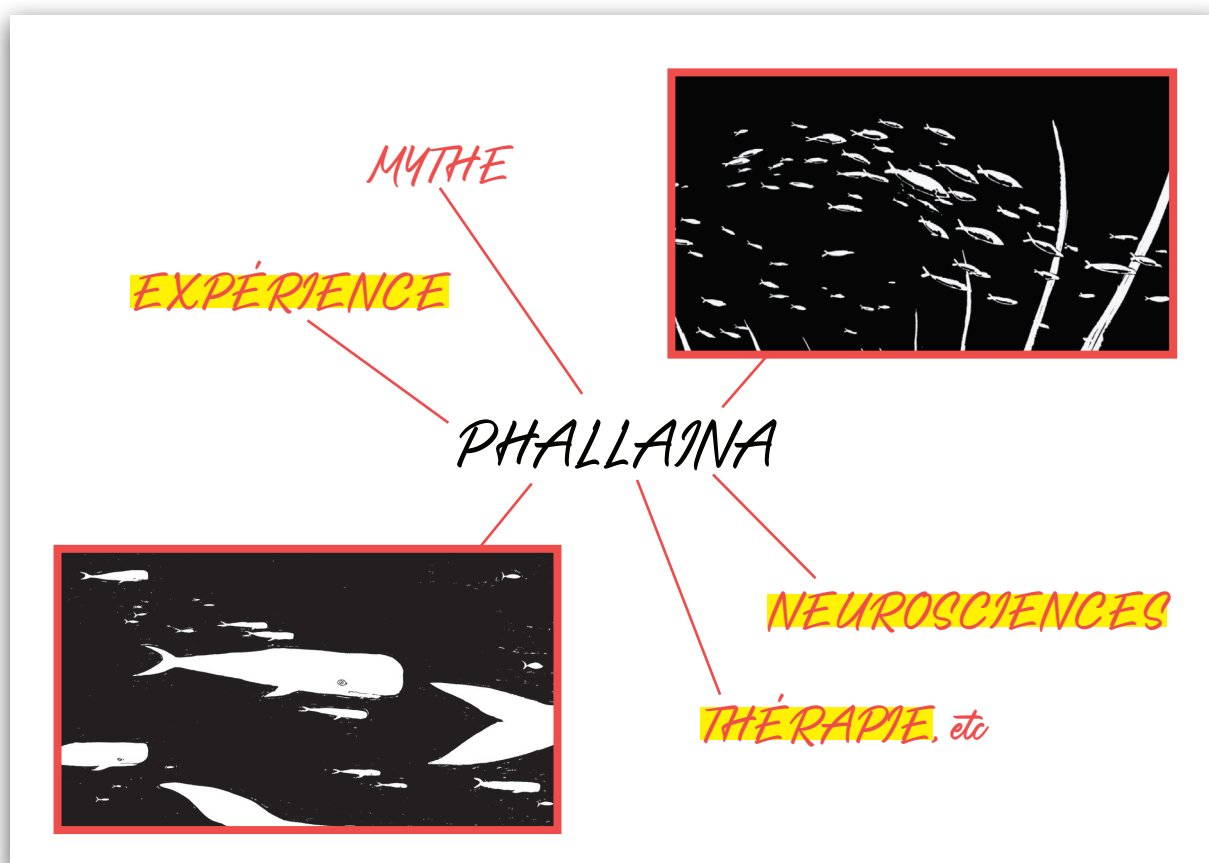 MYTHE
EXPÉRIENCE
PHALLAINA
NEUROSCIENCES
THÉRAPIE, etc